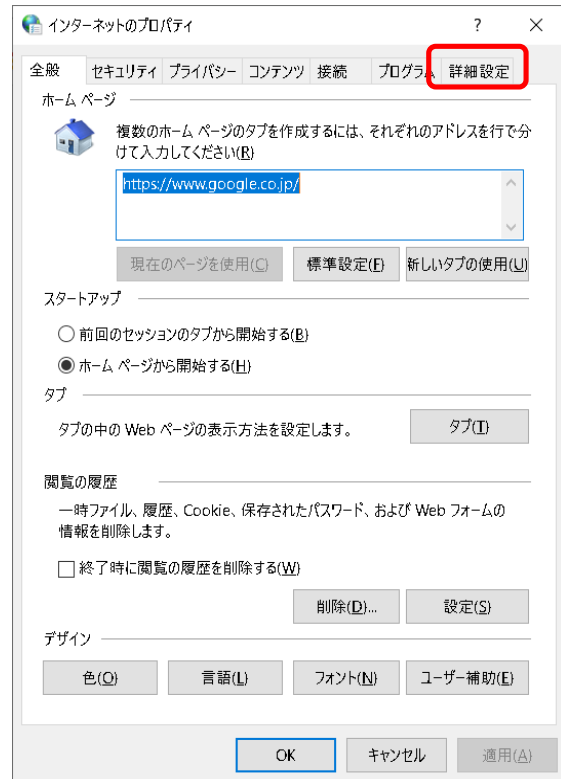 インターネットのプロパティ ? ×
全般 セキュリティ プライバシー コンテンツ 接続 プログラム 詳細設定
ホーム ページ
複数のホーム ページのタブを作成するには、それぞれのアドレスを行で分
けて入力してください(R)
https://www.google.co.jp/
現在のページを使用(C) 標準設定(F) 新しいタブの使用(U)
スタートアップ
前回のセッションのタブから開始する(B)
ホーム ページから開始する(H)
タブ
タブの中の Web ページの表示方法を設定します。 タブ(T)
閲覧の履歴
一時ファイル、履歴、Cookie、保存されたパスワード、および Web フォームの
情報を削除します。
終了時に閲覧の履歴を削除する(W)
削除(D)... 設定(S)
デザイン
色(O) 言語(L) フォント(N) ユーザー補助(E)
OK キャンセル 適用(A)